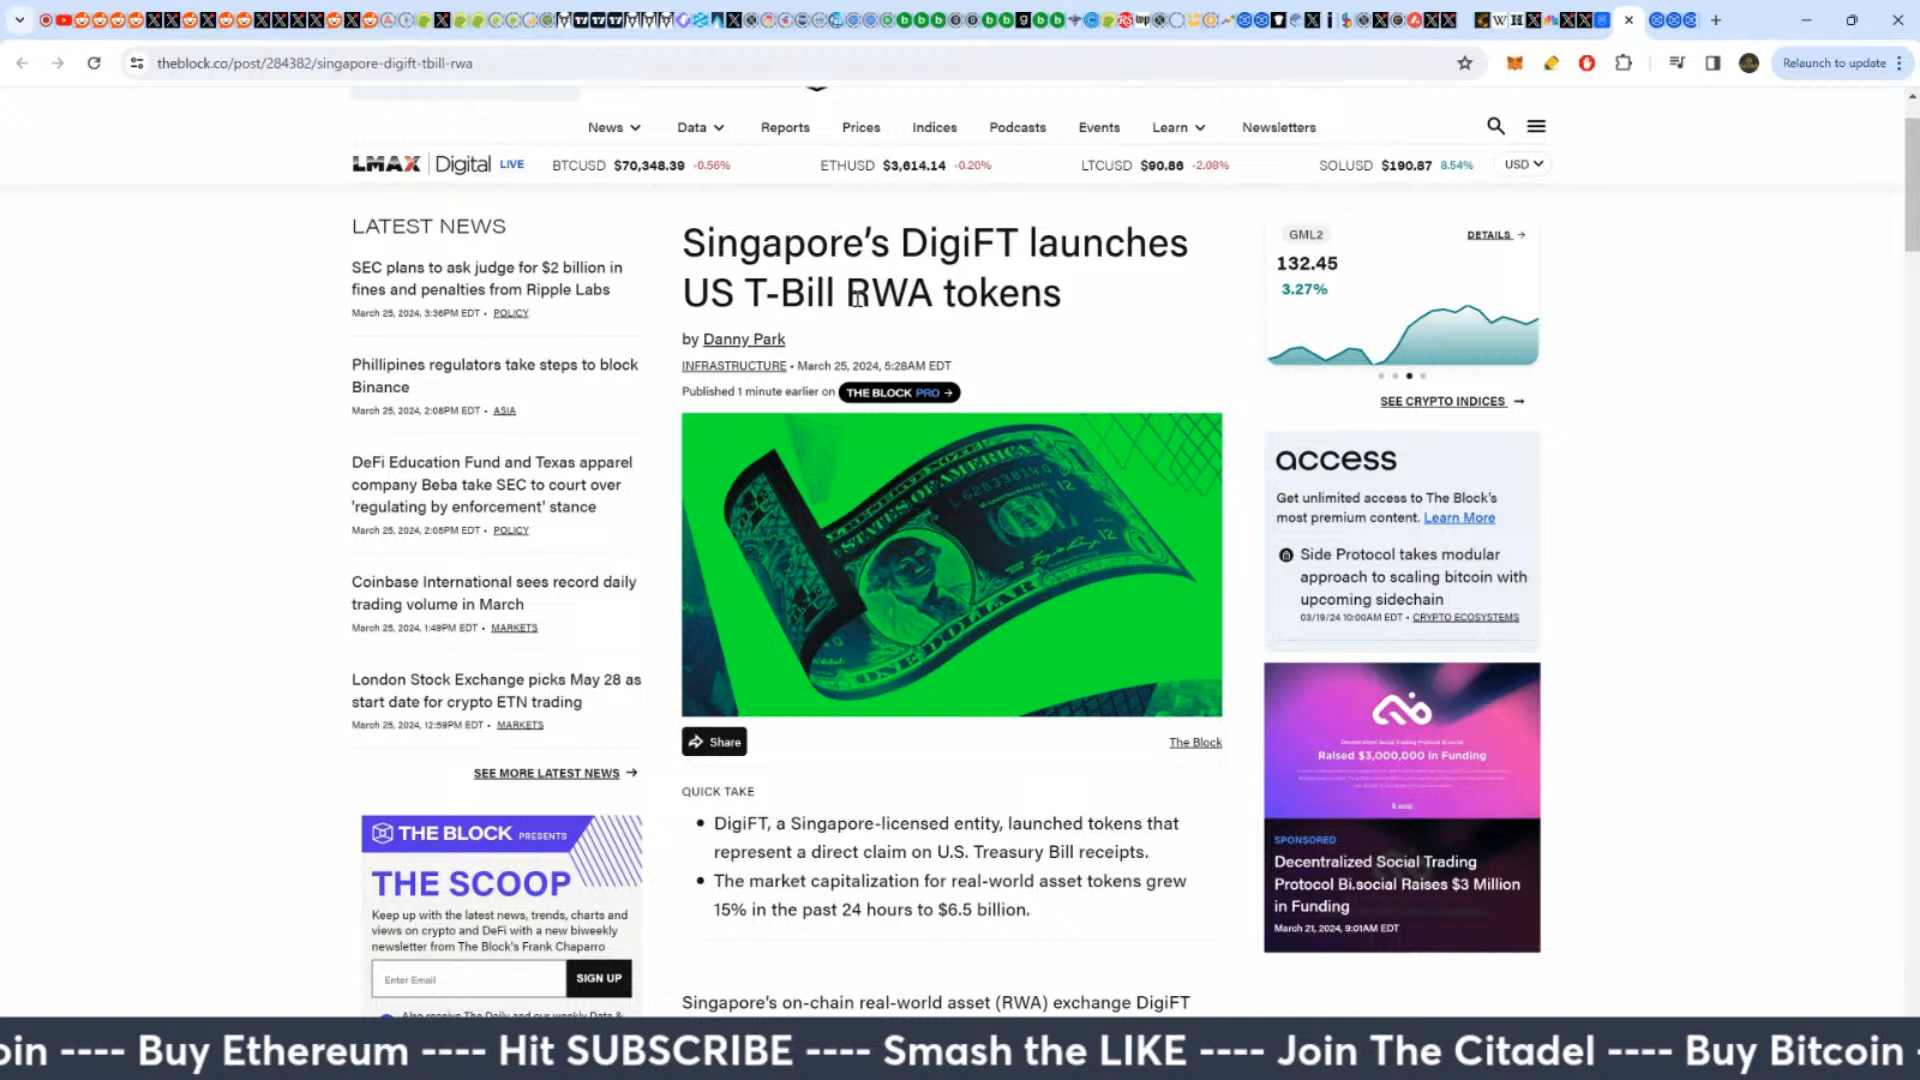 theblock.co/post/284382/singapore-digift-tbill-rwa
Relaunch to update
News
Data
Reports
Prices
Indices
Podcasts
Events
Learn
Newsletters
LMAX Digital LIVE
BTCUSD $70,348.39 -0.56%
ETHUSD $3,614.14 -0.20%
LTCUSD $90.86 -2.08%
SOLUSD $190.87 8.54%
USD
LATEST NEWS
SEC plans to ask judge for $2 billion in
fines and penalties from Ripple Labs
March 25, 2024, 3:36PM EDT • POLICY
Phillipines regulators take steps to block
Binance
March 25, 2024, 2:08PM EDT • ASIA
DeFi Education Fund and Texas apparel
company Beba take SEC to court over
'regulating by enforcement' stance
March 25, 2024, 2:05PM EDT • POLICY
Coinbase International sees record daily
trading volume in March
March 25, 2024, 1:49PM EDT • MARKETS
London Stock Exchange picks May 28 as
start date for crypto ETN trading
March 25, 2024, 12:59PM EDT • MARKETS
SEE MORE LATEST NEWS →
THE BLOCK PRESENTS
THE SCOOP
Keep up with the latest news, trends, charts and
views on crypto and DeFi with a new biweekly
newsletter from The Block's Frank Chaparro
Enter Email
SIGN UP
Also receive The Daily and our weekly Data &
Singapore's DigiFT launches
US T-Bill RWA tokens
by Danny Park
INFRASTRUCTURE • March 25, 2024, 5:28AM EDT
Published 1 minute earlier on THE BLOCK PRO →
STATES OF AMERICA
ONE DOLLAR
Share
The Block
QUICK TAKE
• DigiFT, a Singapore-licensed entity, launched tokens that
represent a direct claim on U.S. Treasury Bill receipts.
• The market capitalization for real-world asset tokens grew
15% in the past 24 hours to $6.5 billion.
Singapore's on-chain real-world asset (RWA) exchange DigiFT
GML2
DETAILS →
132.45
3.27%
SEE CRYPTO INDICES →
access
Get unlimited access to The Block's
most premium content. Learn More
Side Protocol takes modular
approach to scaling bitcoin with
upcoming sidechain
03/19/24 10:00AM EDT • CRYPTO ECOSYSTEMS
Decentralized Social Trading Protocol Bi.social
Raised $3,000,000 in Funding
SPONSORED
Decentralized Social Trading
Protocol Bi.social Raises $3 Million
in Funding
March 21, 2024, 9:01AM EDT
oin ---- Buy Ethereum ---- Hit SUBSCRIBE ---- Smash the LIKE ---- Join The Citadel ---- Buy Bitcoin -